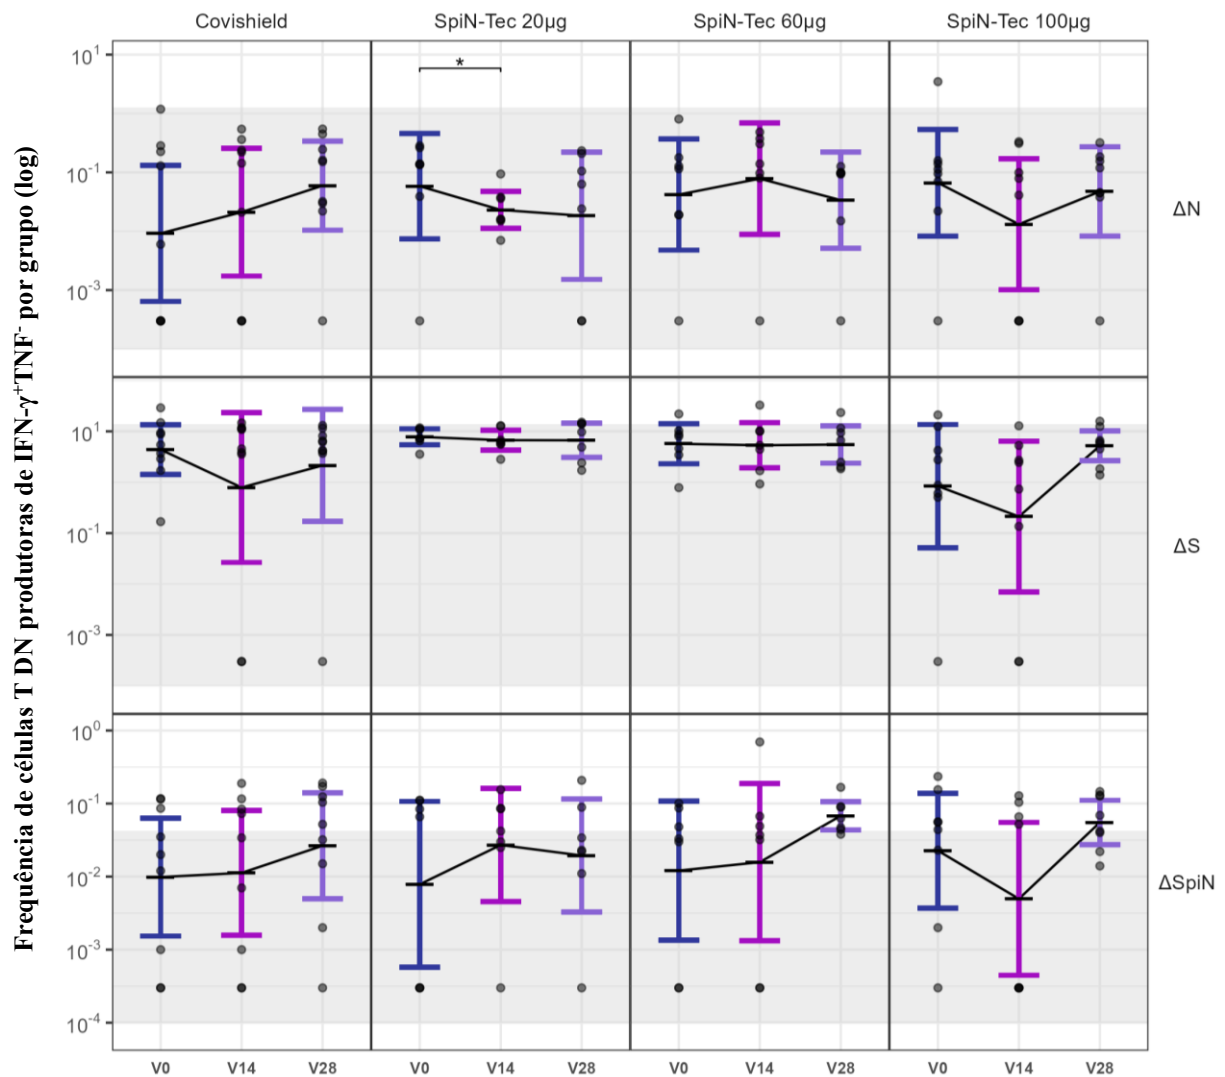 Covishield SpiN-Tec 20µg SpiN-Tec 60µg SpiN-Tec 100µg
Frequência de células T DN produtoras de IFN-γ⁺TNF⁻ por grupo (log)
10¹
10⁻¹
10⁻³
*
ΔN
10¹
10⁻¹
10⁻³
ΔS
10⁰
10⁻¹
10⁻²
10⁻³
10⁻⁴
ΔSpiN
V0 V14 V28 V0 V14 V28 V0 V14 V28 V0 V14 V28